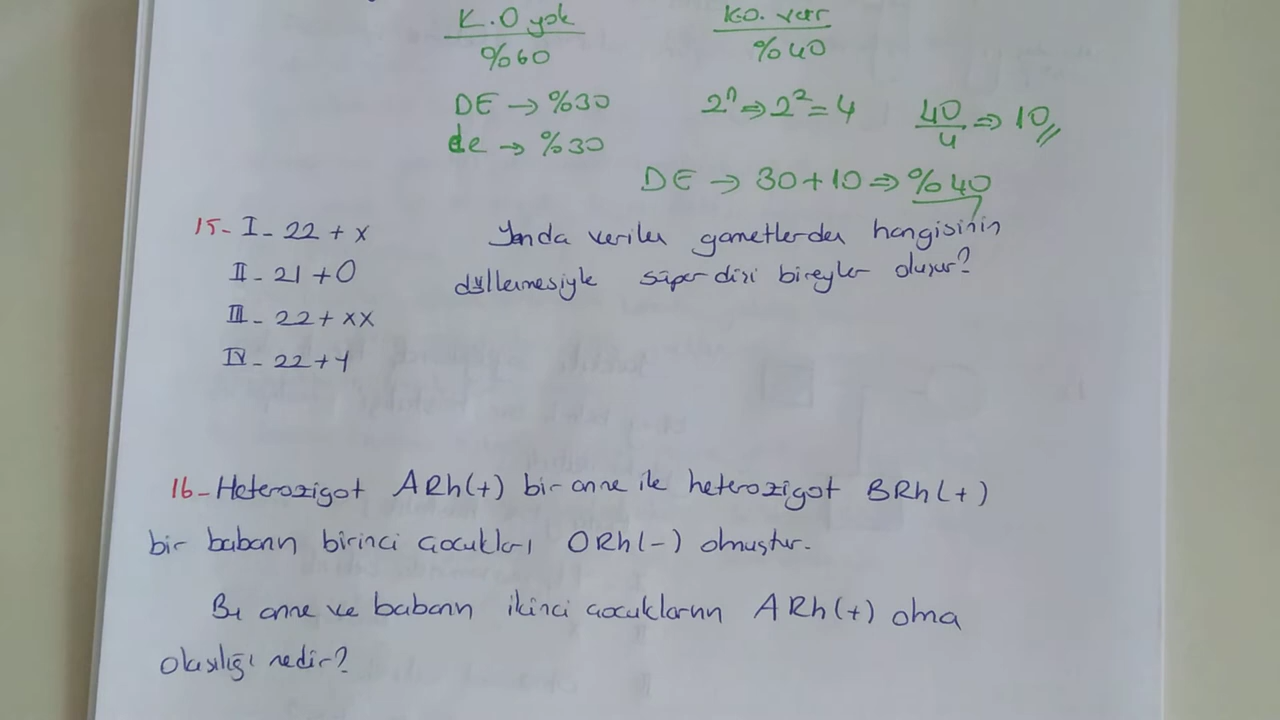 K.O yok K.O. var
%60 %40
DE → %30 2ⁿ ⇒ 2² = 4 40/4 ⇒ 10
de → %30
DE → 30+10 ⇒ %40
15- I - 22 + x Yanda verilen gametlerden hangisinin
II - 21 + 0 döllenmesiyle süper dişi bireyler oluşur?
III - 22 + xx
IV - 22 + y
16- Heterozigot ARh(+) bir anne ile heterozigot BRh(+)
bir babanın birinci çocukları ORh(-) olmuştur.
Bu anne ve babanın ikinci çocuklarının ARh(+) olma
olasılığı nedir?